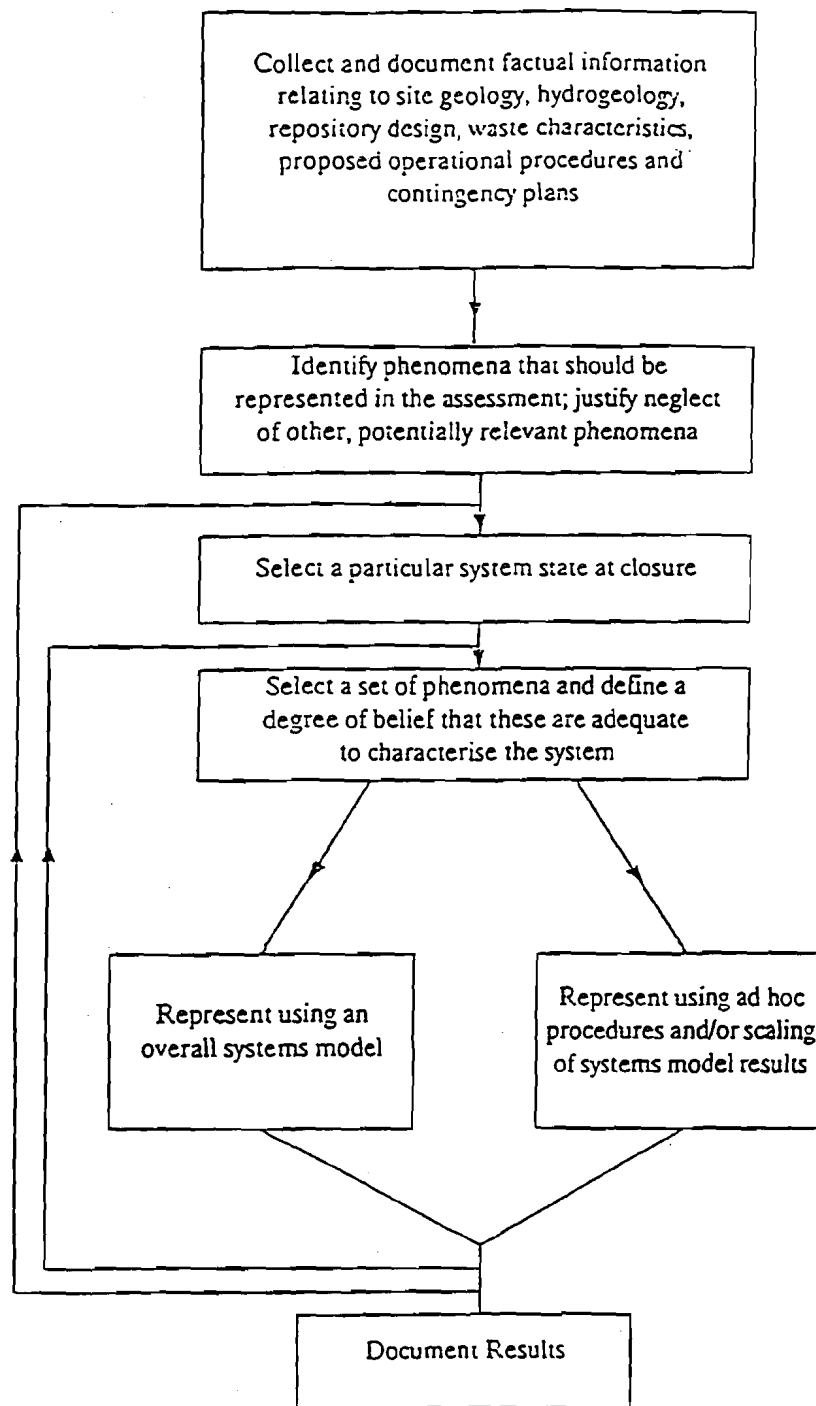 Collect and document factual information
relating to site geology, hydrogeology,
repository design, waste characteristics,
proposed operational procedures and
contingency plans
Identify phenomena that should be
represented in the assessment; justify neglect
of other, potentially relevant phenomena
Select a particular system state at closure
Select a set of phenomena and define a
degree of belief that these are adequate
to characterise the system
Represent using an
overall systems model
Represent using ad hoc
procedures and/or scaling
of systems model results
Document Results